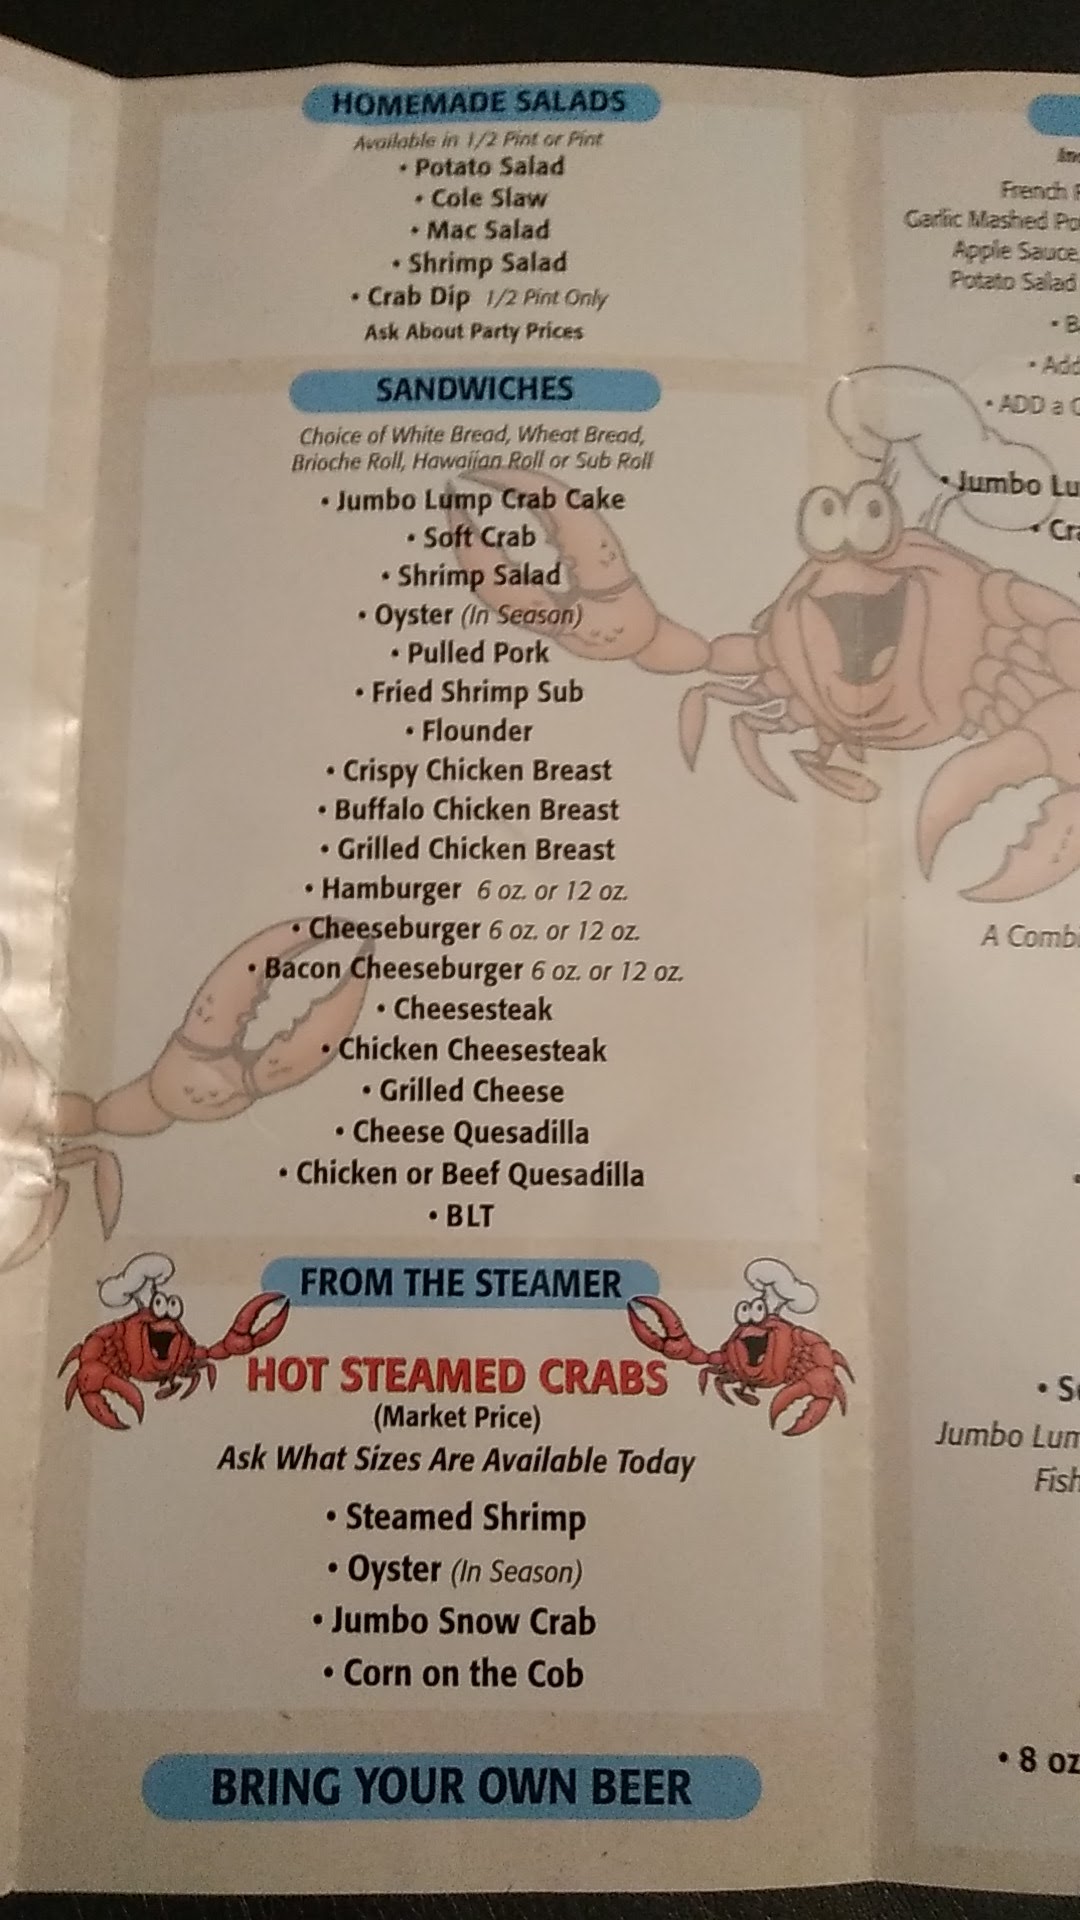 HOMEMADE SALADS
Available in 1/2 Pint or Pint
• Potato Salad
• Cole Slaw
• Mac Salad
• Shrimp Salad
• Crab Dip 1/2 Pint Only
Ask About Party Prices
SANDWICHES
Choice of White Bread, Wheat Bread,
Brioche Roll, Hawaiian Roll or Sub Roll
• Jumbo Lump Crab Cake
• Soft Crab
• Shrimp Salad
• Oyster (In Season)
• Pulled Pork
• Fried Shrimp Sub
• Flounder
• Crispy Chicken Breast
• Buffalo Chicken Breast
• Grilled Chicken Breast
• Hamburger 6 oz. or 12 oz.
• Cheeseburger 6 oz. or 12 oz.
• Bacon Cheeseburger 6 oz. or 12 oz.
• Cheesesteak
• Chicken Cheesesteak
• Grilled Cheese
• Cheese Quesadilla
• Chicken or Beef Quesadilla
• BLT
FROM THE STEAMER
HOT STEAMED CRABS
(Market Price)
Ask What Sizes Are Available Today
• Steamed Shrimp
• Oyster (In Season)
• Jumbo Snow Crab
• Corn on the Cob
BRING YOUR OWN BEER
French
Garlic Mashed
Apple Sauce,
Potato Salad
• Add
• ADD a
• Jumbo
A
Jumbo
Fish
• 8 oz